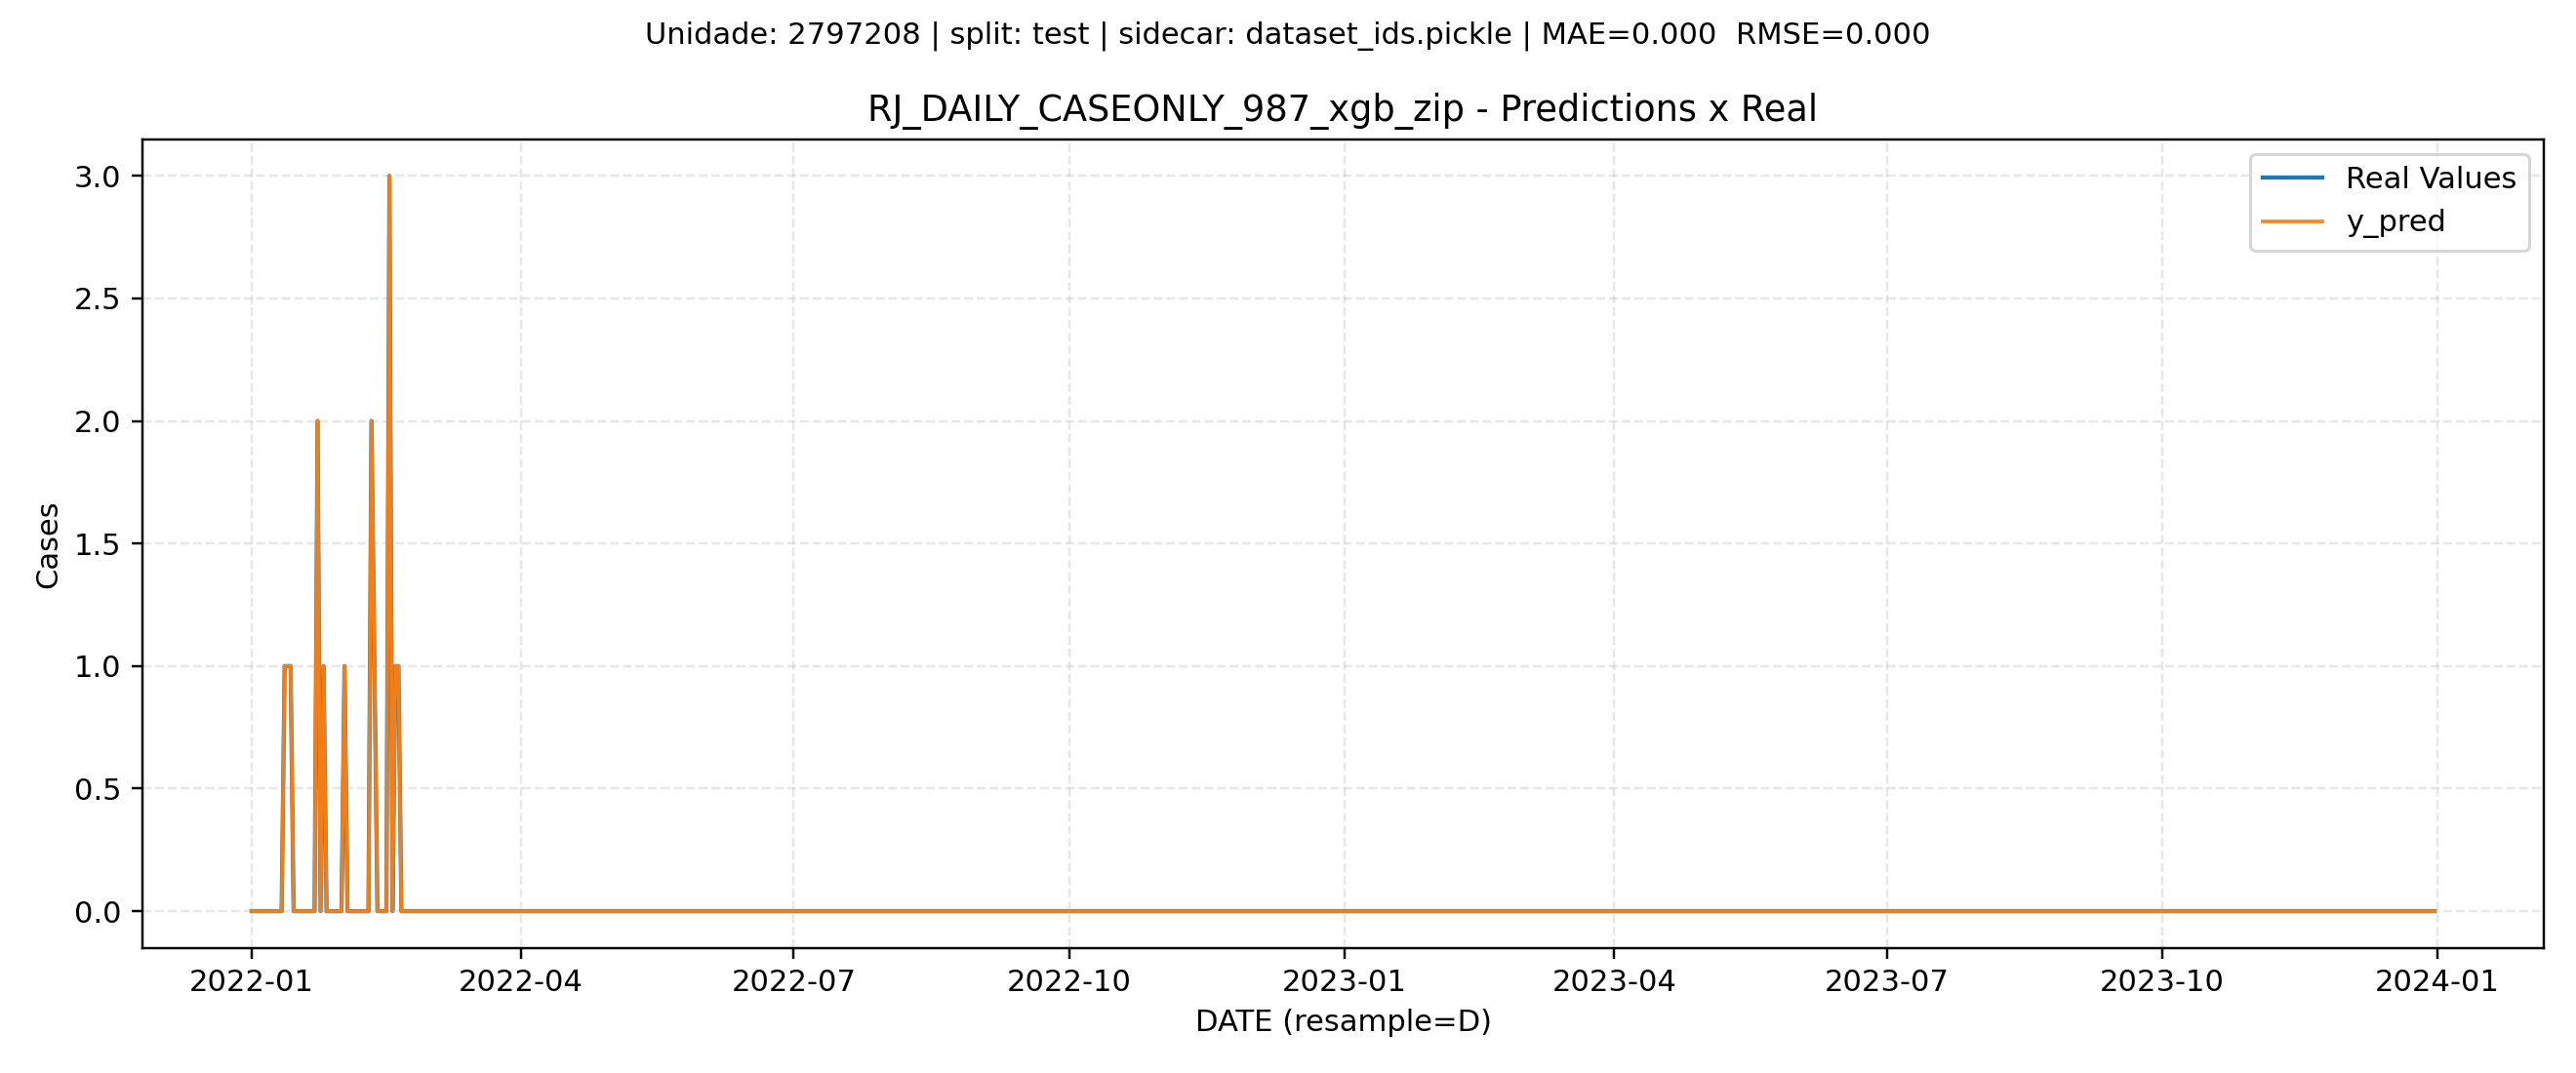 Unidade: 2797208 | split: test | sidecar: dataset_ids.pickle | MAE=0.000  RMSE=0.000
RJ_DAILY_CASEONLY_987_xgb_zip - Predictions x Real
Real Values
y_pred
Cases
3.0
2.5
2.0
1.5
1.0
0.5
0.0
2022-01 2022-04 2022-07 2022-10 2023-01 2023-04 2023-07 2023-10 2024-01
DATE (resample=D)